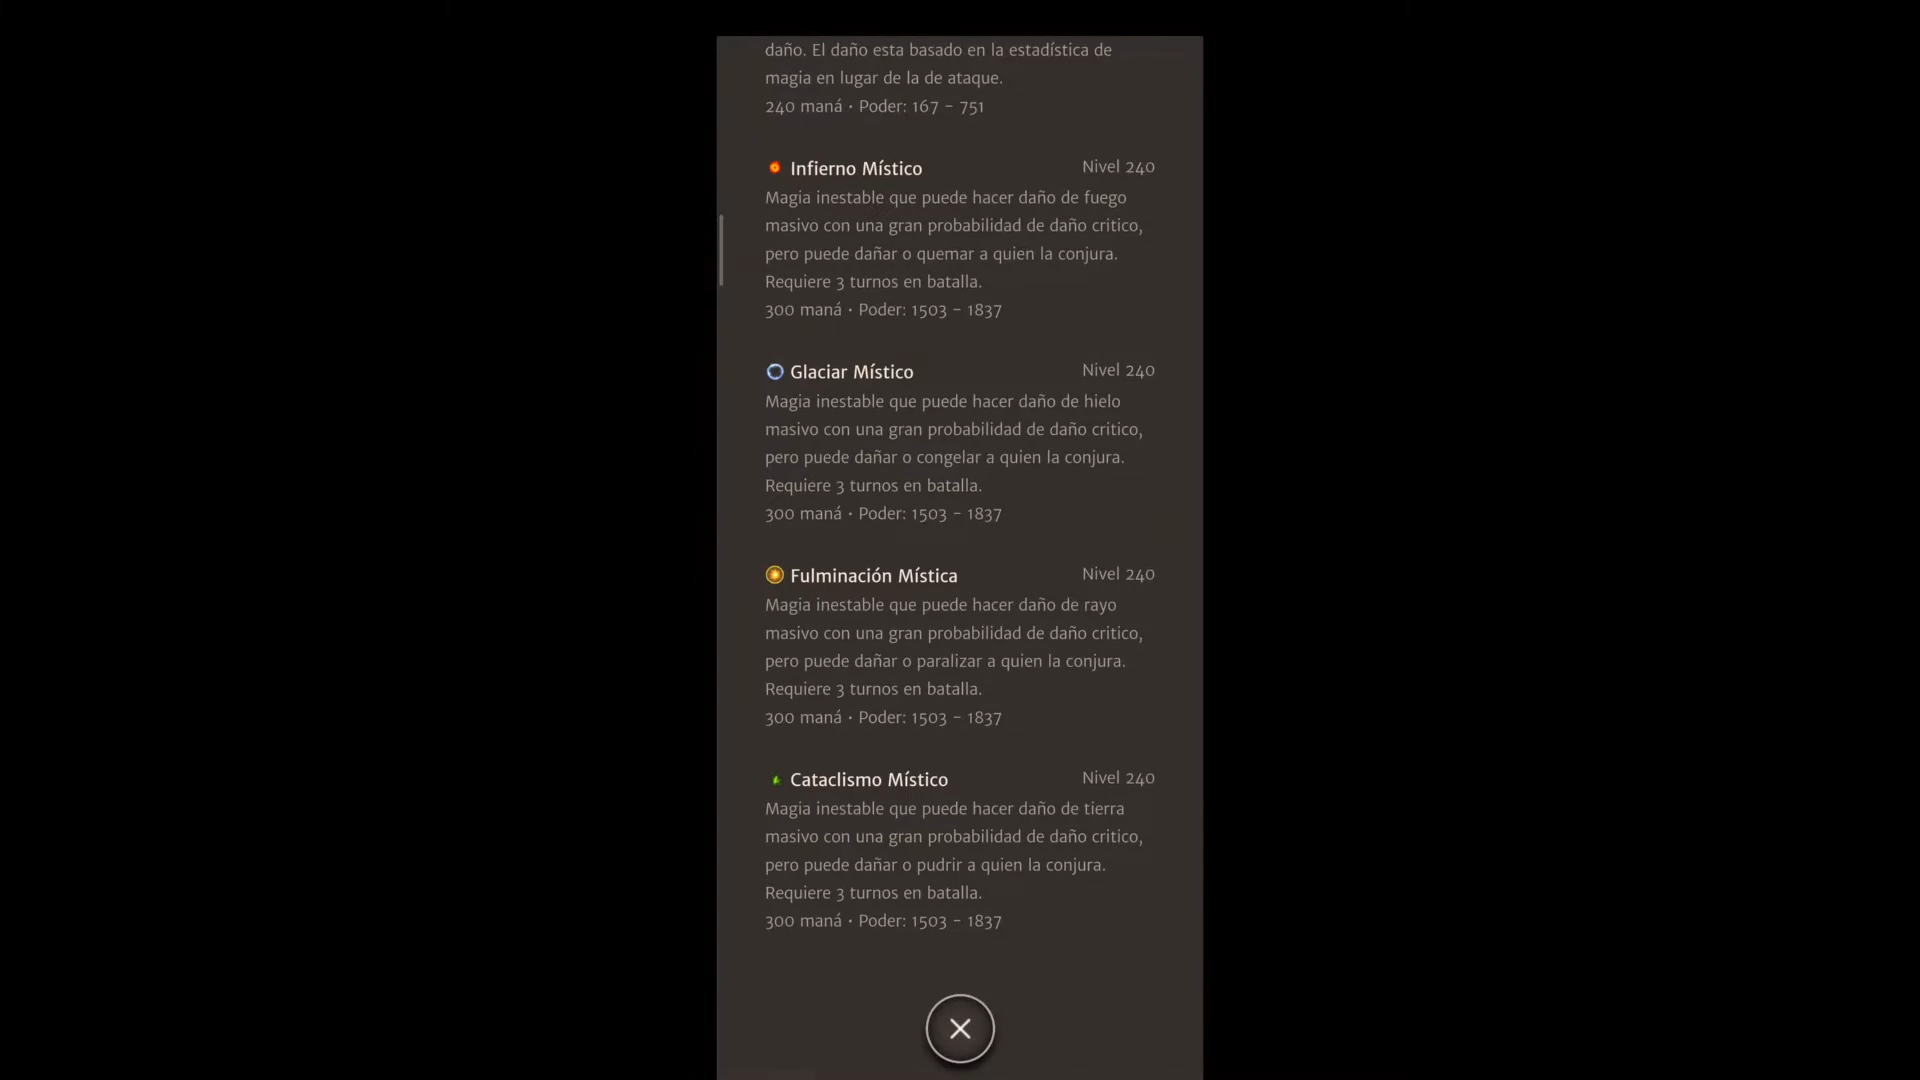 daño. El daño esta basado en la estadística de
magia en lugar de la de ataque.
240 maná • Poder: 167 - 751
Infierno Místico Nivel 240
Magia inestable que puede hacer daño de fuego
masivo con una gran probabilidad de daño critico,
pero puede dañar o quemar a quien la conjura.
Requiere 3 turnos en batalla.
300 maná • Poder: 1503 - 1837
Glaciar Místico Nivel 240
Magia inestable que puede hacer daño de hielo
masivo con una gran probabilidad de daño critico,
pero puede dañar o congelar a quien la conjura.
Requiere 3 turnos en batalla.
300 maná • Poder: 1503 - 1837
Fulminación Mística Nivel 240
Magia inestable que puede hacer daño de rayo
masivo con una gran probabilidad de daño critico,
pero puede dañar o paralizar a quien la conjura.
Requiere 3 turnos en batalla.
300 maná • Poder: 1503 - 1837
Cataclismo Místico Nivel 240
Magia inestable que puede hacer daño de tierra
masivo con una gran probabilidad de daño critico,
pero puede dañar o pudrir a quien la conjura.
Requiere 3 turnos en batalla.
300 maná • Poder: 1503 - 1837